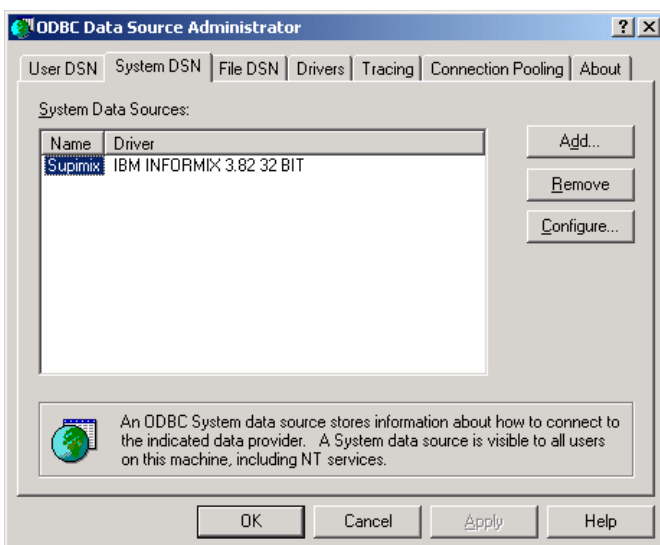 ODBC Data Source Administrator
User DSN System DSN File DSN Drivers Tracing Connection Pooling About
System Data Sources:
Name Driver
Supimix IBM INFORMIX 3.82 32 BIT
Add...
Remove
Configure...
An ODBC System data source stores information about how to connect to
the indicated data provider. A System data source is visible to all users
on this machine, including NT services.
OK Cancel Apply Help